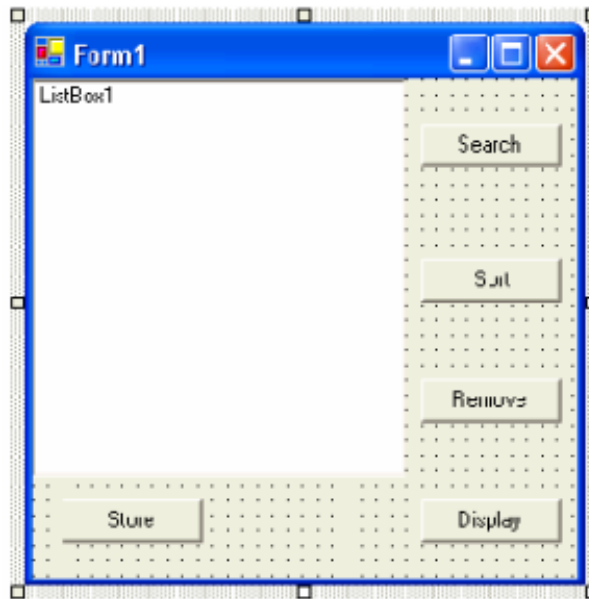 Form1
ListBox1
Search
Sort
Remove
Store
Display